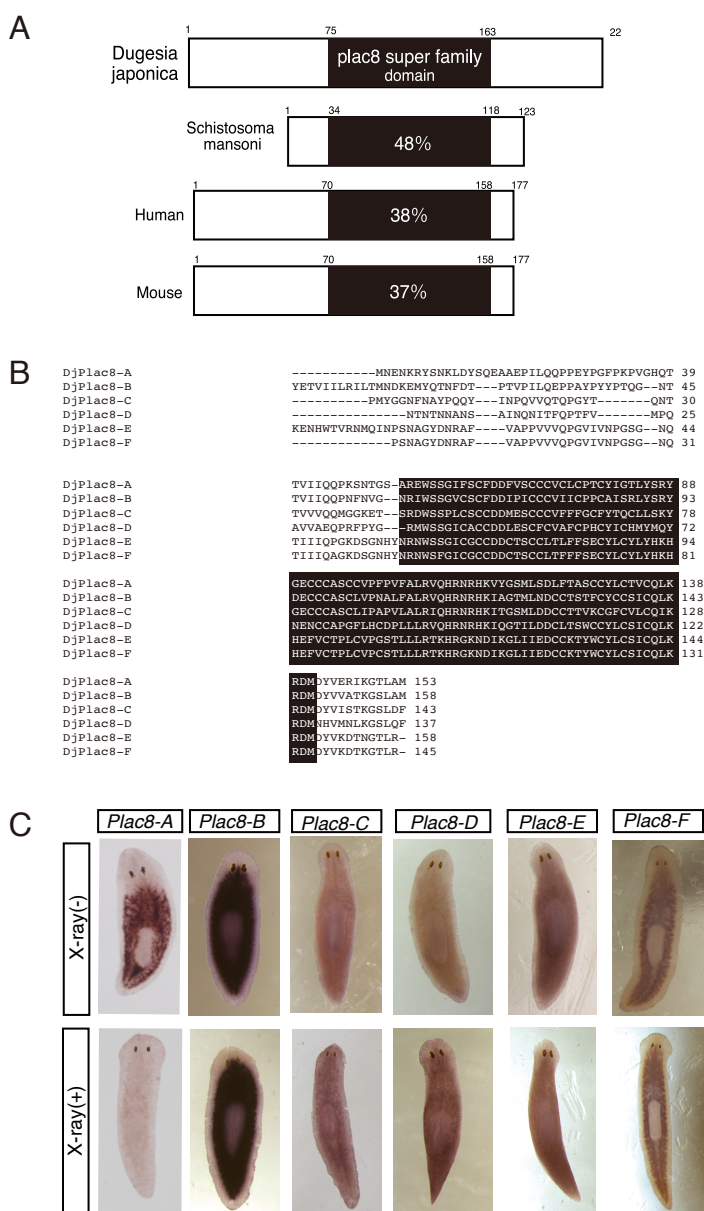 A
1 75 163 22
Dugesia japonica
plac8 super family domain
1 34 118 123
Schistosoma mansoni
48%
1 70 158 177
Human
38%
1 70 158 177
Mouse
37%
B
DjPlac8-A -----------MNENKRYSNKLDYSQEAAEPILQQPPEYPGFPKPVGHQT 39
DjPlac8-B YETVIILRILTMNDKEMYQTNFDT---PTVPILQEPPAYPYYPTQG--NT 45
DjPlac8-C -----------PMYGGNFNAYPQQY---INPQVVQTQPGYT------QNT 30
DjPlac8-D -------------NTNTNNANS---AINQNITFQPTFV------MPQ 25
DjPlac8-E KENHWTVRNMQINPSNAGYDNRAF---VAPPVVVQPGVIVNPGSG--NQ 44
DjPlac8-F -------------PSNAGYDNRAF---VAPPVVVQPGVIVNPGSG--NQ 31
DjPlac8-A TVIIQQPKSNTGS-AREWSSGIFSCFDDFVSCCCVCLCPTCYIGTLYSRY 88
DjPlac8-B TVIIQQPNFNVG--NRIWSSGVCSCFDDIPICCCVIICPPCAISRLYSRY 93
DjPlac8-C TVVVQQMGGKET--SRDWSSPLCSCCDDMESCCCVFFFGCFYTQCLLSKY 78
DjPlac8-D AVVAEQPRFPYG---RMWSSGICACCDDLESCFCVAFCPHCYICHMYMQY 72
DjPlac8-E TIIIQPGKDSGNHYNRNWSFGICGCCDDCTSCCLTLFFFSECYLCYLYHKH 94
DjPlac8-F TIIIQAGKDSGNHYNRNWSFGICGCCDDCTSCCLTFFFSECYLCYLYHKH 81
DjPlac8-A GECCCASCCVPFPVFALRVQHRNRHKVYGSMLSDLFTASCCYLCTVCQLK 138
DjPlac8-B DECCCASCLVPNALFALRVQHRNRHKIAGTMLNDCCTSTFCYCCSICQLK 143
DjPlac8-C GECCCASCLIPAPVLALRIQHRNRHKITGSMLDDCCTTVKCGFCVLCQIK 128
DjPlac8-D NENCCAPGFLHCDPLLLRVQHRNRHKIQGTILDDCLTSWCCYLCSICQLK 122
DjPlac8-E HEFVCTPLCVPGSTLLLRTKHRGKNDIKGLIIEDCCKTYWCYLCSICQLK 144
DjPlac8-F HEFVCTPLCVPCSTLLLRTKHRGKNDIKGLIIEDCCKTYWCYLCSICQLK 131
DjPlac8-A RDMDYVERIKGTLAM 153
DjPlac8-B RDMDYVVATKGSLAM 158
DjPlac8-C RDMDYVISTKGSLDF 143
DjPlac8-D RDMNHVMNLKGSLQF 137
DjPlac8-E RDMDYVKDTNGTLR- 158
DjPlac8-F RDMDYVKDTKGTLR- 145
C
Plac8-A Plac8-B Plac8-C Plac8-D Plac8-E Plac8-F
X-ray(-)
X-ray(+)